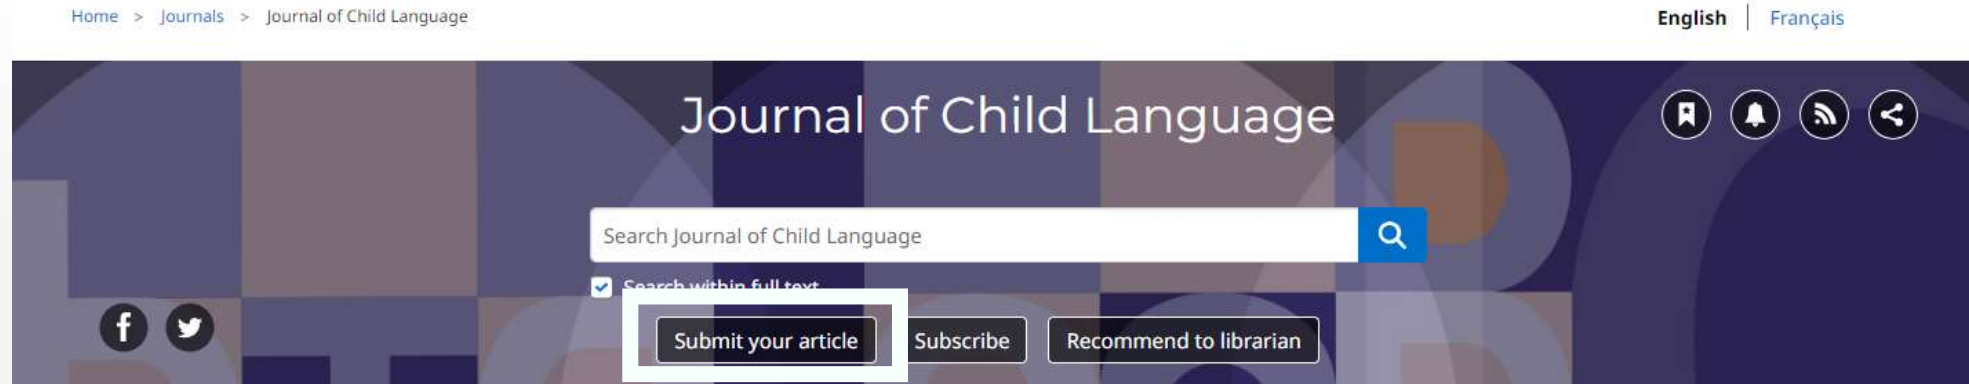 Home > Journals > Journal of Child Language
English | Français
Journal of Child Language
Search Journal of Child Language
Search within full text
Submit your article
Subscribe
Recommend to librarian